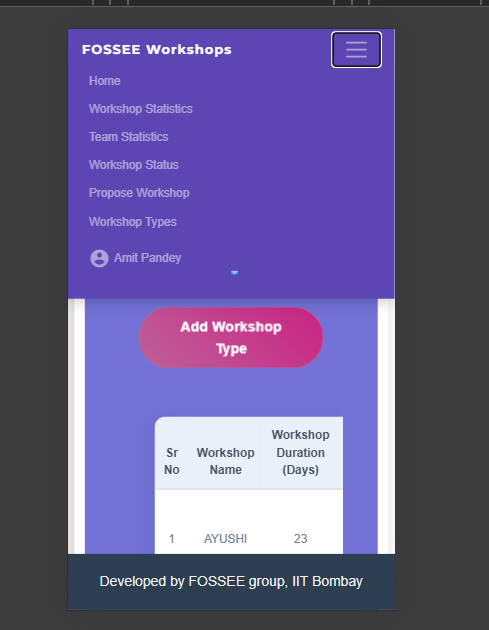 FOSSEE Workshops
Home
Workshop Statistics
Team Statistics
Workshop Status
Propose Workshop
Workshop Types
Amit Pandey
Add Workshop
Type
Sr
No
Workshop
Name
Workshop
Duration
(Days)
1 AYUSHI 23
Developed by FOSSEE group, IIT Bombay